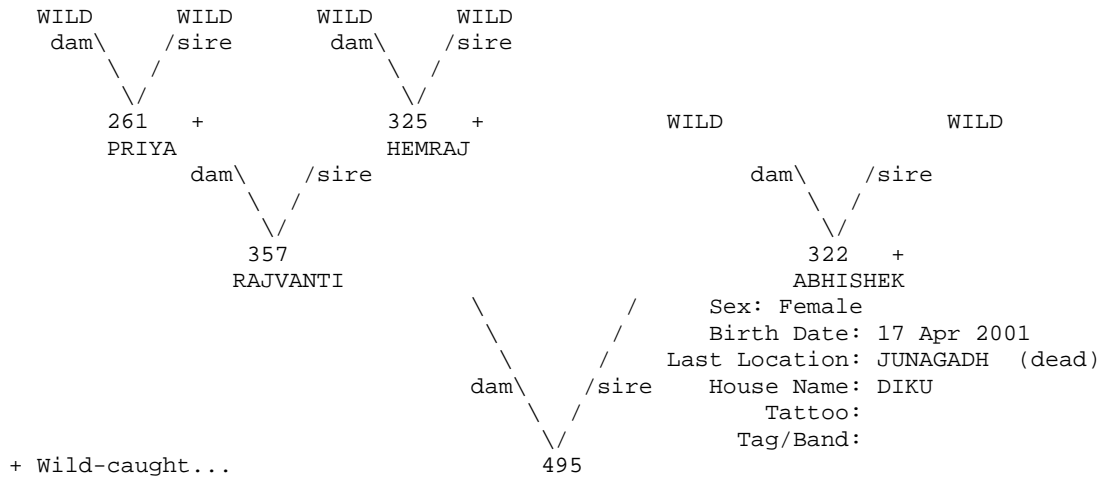 WILD WILD WILD WILD
dam\ /sire dam\ /sire
\ / \ /
\/ \/
261 + 325 + WILD WILD
PRIYA HEMRAJ
dam\ /sire dam\ /sire
\ / \ /
\/ \/
357 322 +
RAJVANTI ABHISHEK
\ / Sex: Female
\ / Birth Date: 17 Apr 2001
\ / Last Location: JUNAGADH (dead)
dam\ /sire House Name: DIKU
\ / Tattoo:
\/ Tag/Band:
+ Wild-caught... 495